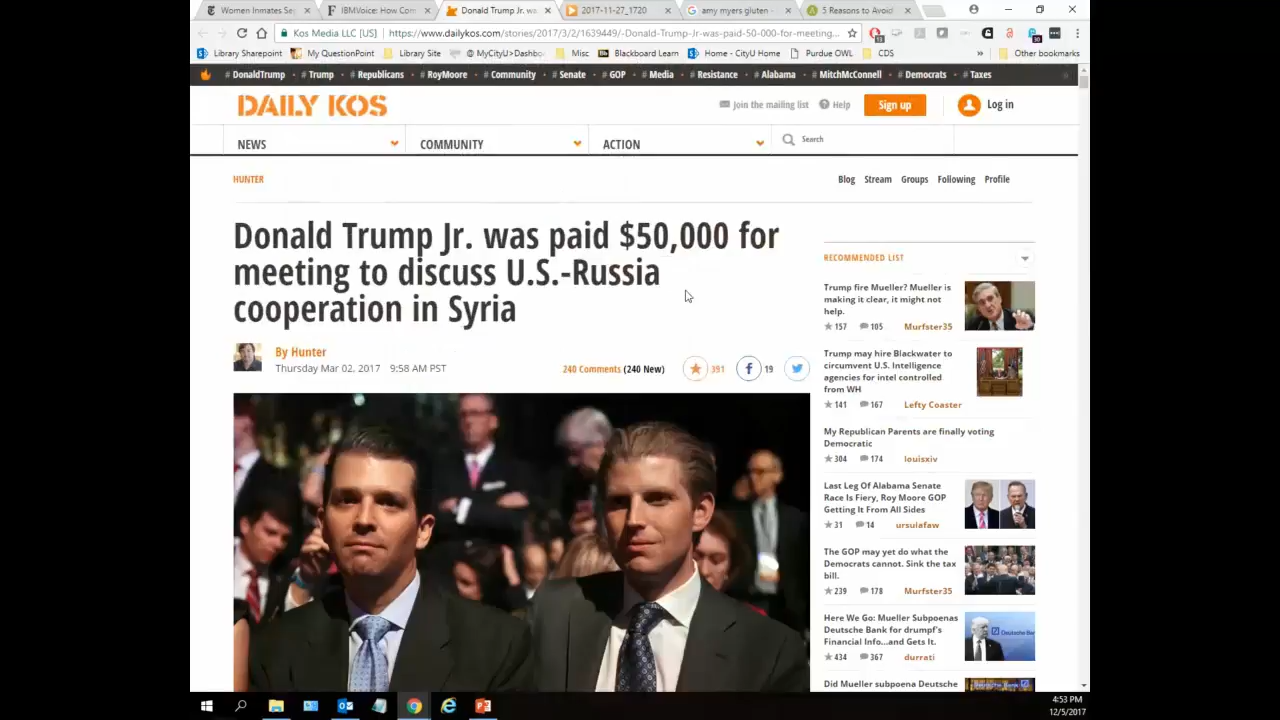 Women Inmates Sep
IBMVoice: How Com
Donald Trump Jr. wa
2017-11-27_1720
amy myers gluten
5 Reasons to Avoid
Kos Media LLC [US]
https://www.dailykos.com/stories/2017/3/2/1639449/-Donald-Trump-Jr-was-paid-50-000-for-meeting...
Library Sharepoint
My QuestionPoint
Library Site
@ MyCityU>Dashbo
Misc
Blackboard Learn
Home - CityU Home
Purdue OWL
CDS
»
Other bookmarks
# DonaldTrump # Trump # Republicans # RoyMoore # Community # Senate # GOP # Media # Resistance # Alabama # MitchMcConnell # Democrats # Taxes
DAILY KOS
Join the mailing list
Help
Sign up
Log in
NEWS
COMMUNITY
ACTION
Search
HUNTER
Blog Stream Groups Following Profile
Donald Trump Jr. was paid $50,000 for
meeting to discuss U.S.-Russia
cooperation in Syria
By Hunter
Thursday Mar 02, 2017 9:58 AM PST
240 Comments (240 New)
391
19
RECOMMENDED LIST
Trump fire Mueller? Mueller is
making it clear, it might not
help.
157 105 Murfster35
Trump may hire Blackwater to
circumvent U.S. Intelligence
agencies for intel controlled
from WH
141 167 Lefty Coaster
My Republican Parents are finally voting
Democratic
304 174 louisxiv
Last Leg Of Alabama Senate
Race Is Fiery, Roy Moore GOP
Getting It From All Sides
31 14 ursulafaw
The GOP may yet do what the
Democrats cannot. Sink the tax
bill.
239 178 Murfster35
Here We Go: Mueller Subpoenas
Deutsche Bank for drumpf's
Financial Info...and Gets It.
434 367 durrati
Did Mueller subpoena Deutsche
4:53 PM
12/5/2017